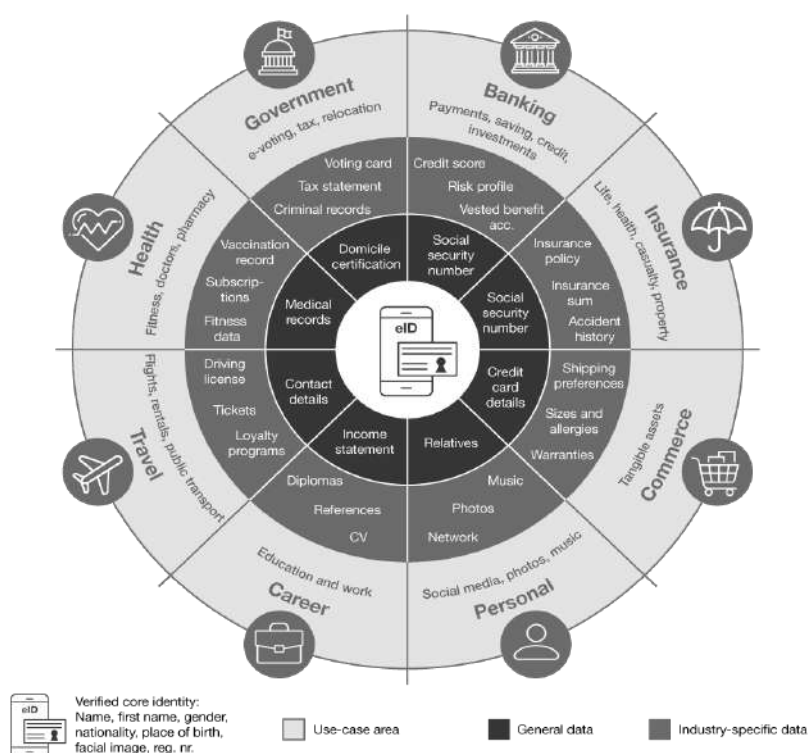 Government
e-voting, tax, relocation
Voting card
Tax statement
Criminal records
Domicile
certification
Banking
Payments, saving, credit,
investments
Credit score
Risk profile
Vested benefit
acc.
Social
security
number
Insurance
Life, health, casualty, property
Insurance
policy
Insurance
sum
Accident
history
Social
security
number
Commerce
Tangible assets
Shipping
preferences
Sizes and
allergies
Warranties
Credit
card
details
Personal
Social media, photos, music
Music
Photos
Network
Relatives
Career
Education and work
Diplomas
References
CV
Income
statement
Travel
Flights, rentals, public transport
Driving
license
Tickets
Loyalty
programs
Contact
details
Health
Fitness, doctors, pharmacy
Vaccination
record
Subscrip-
tions
Fitness
data
Medical
records
eID
eID
Verified core identity:
Name, first name, gender,
nationality, place of birth,
facial image, reg. nr.
Use-case area
General data
Industry-specific data